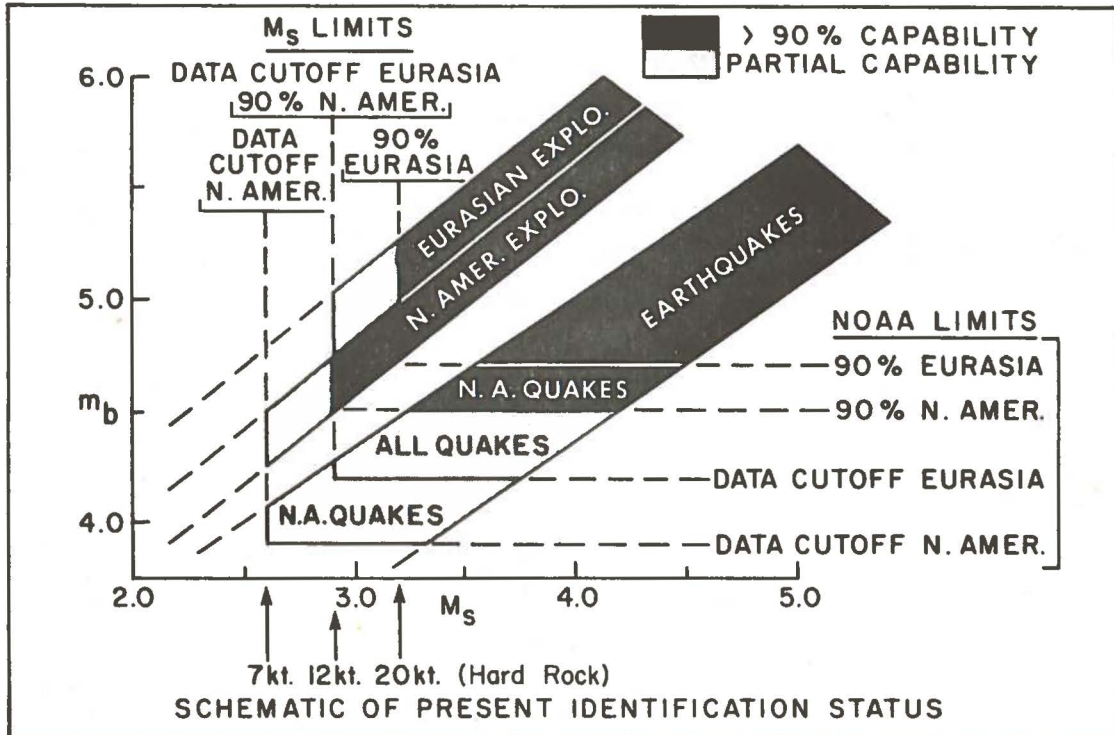 Ms LIMITS
DATA CUTOFF EURASIA
90% N. AMER.
DATA
CUTOFF
N. AMER.
90%
EURASIA
> 90% CAPABILITY
PARTIAL CAPABILITY
6.0
5.0
mb
4.0
EURASIAN EXPLO.
N. AMER. EXPLO.
EARTHQUAKES
N. A. QUAKES
ALL QUAKES
N.A. QUAKES
NOAA LIMITS
90% EURASIA
90% N. AMER.
DATA CUTOFF EURASIA
DATA CUTOFF N. AMER.
2.0 3.0 Ms 4.0 5.0
7kt. 12kt. 20kt. (Hard Rock)
SCHEMATIC OF PRESENT IDENTIFICATION STATUS